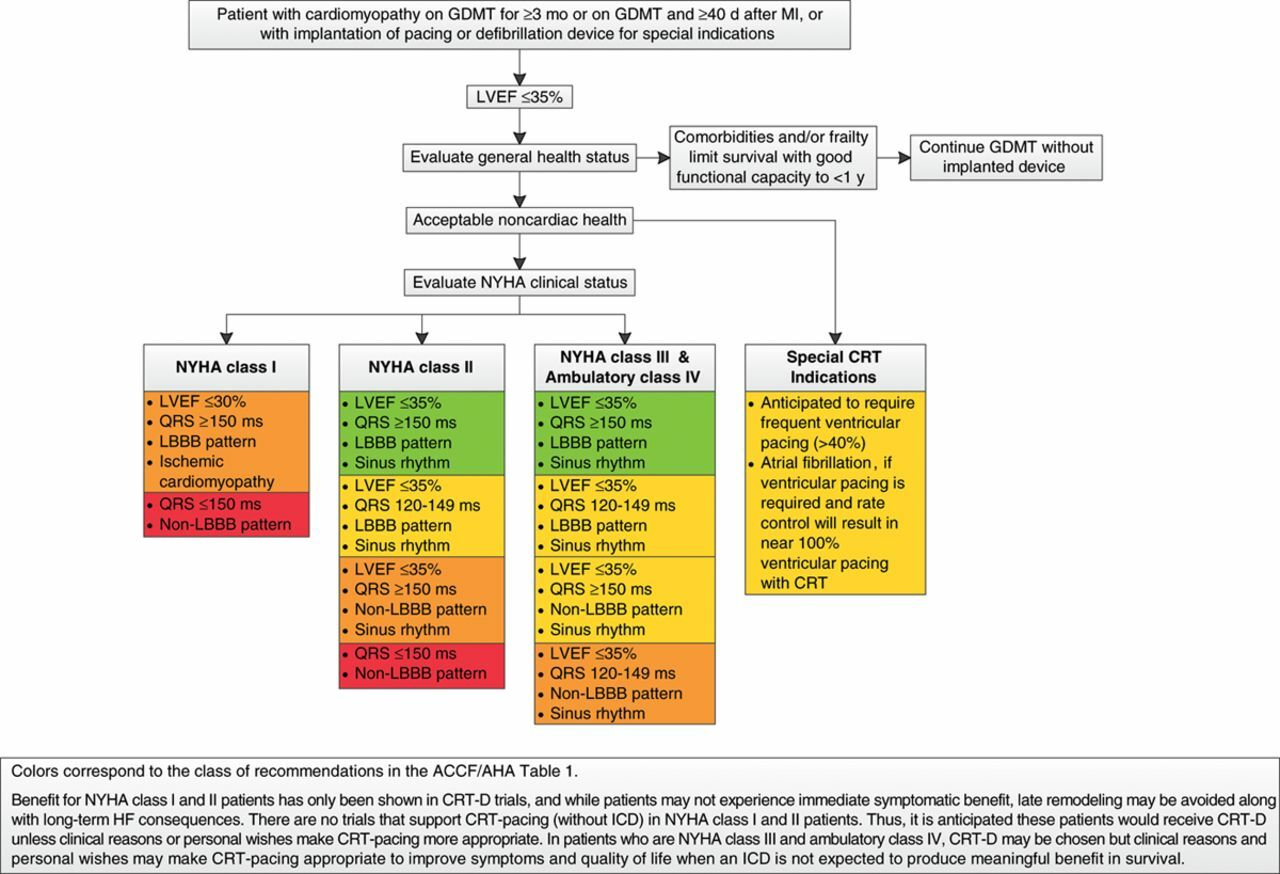 Patient with cardiomyopathy on GDMT for ≥3 mo or on GDMT and ≥40 d after MI, or
with implantation of pacing or defibrillation device for special indications
LVEF ≤35%
Evaluate general health status
Comorbidities and/or frailty
limit survival with good
functional capacity to <1 y
Continue GDMT without
implanted device
Acceptable noncardiac health
Evaluate NYHA clinical status
NYHA class I
• LVEF ≤30%
• QRS ≥150 ms
• LBBB pattern
• Ischemic
cardiomyopathy
• QRS ≤150 ms
• Non-LBBB pattern
NYHA class II
• LVEF ≤35%
• QRS ≥150 ms
• LBBB pattern
• Sinus rhythm
• LVEF ≤35%
• QRS 120-149 ms
• LBBB pattern
• Sinus rhythm
• LVEF ≤35%
• QRS ≥150 ms
• Non-LBBB pattern
• Sinus rhythm
• QRS ≤150 ms
• Non-LBBB pattern
NYHA class III &
Ambulatory class IV
• LVEF ≤35%
• QRS ≥150 ms
• LBBB pattern
• Sinus rhythm
• LVEF ≤35%
• QRS 120-149 ms
• LBBB pattern
• Sinus rhythm
• LVEF ≤35%
• QRS ≥150 ms
• Non-LBBB pattern
• Sinus rhythm
• LVEF ≤35%
• QRS 120-149 ms
• Non-LBBB pattern
• Sinus rhythm
Special CRT
Indications
• Anticipated to require
frequent ventricular
pacing (>40%)
• Atrial fibrillation, if
ventricular pacing is
required and rate
control will result in
near 100%
ventricular pacing
with CRT
Colors correspond to the class of recommendations in the ACCF/AHA Table 1.
Benefit for NYHA class I and II patients has only been shown in CRT-D trials, and while patients may not experience immediate symptomatic benefit, late remodeling may be avoided along
with long-term HF consequences. There are no trials that support CRT-pacing (without ICD) in NYHA class I and II patients. Thus, it is anticipated these patients would receive CRT-D
unless clinical reasons or personal wishes make CRT-pacing more appropriate. In patients who are NYHA class III and ambulatory class IV, CRT-D may be chosen but clinical reasons and
personal wishes may make CRT-pacing appropriate to improve symptoms and quality of life when an ICD is not expected to produce meaningful benefit in survival.